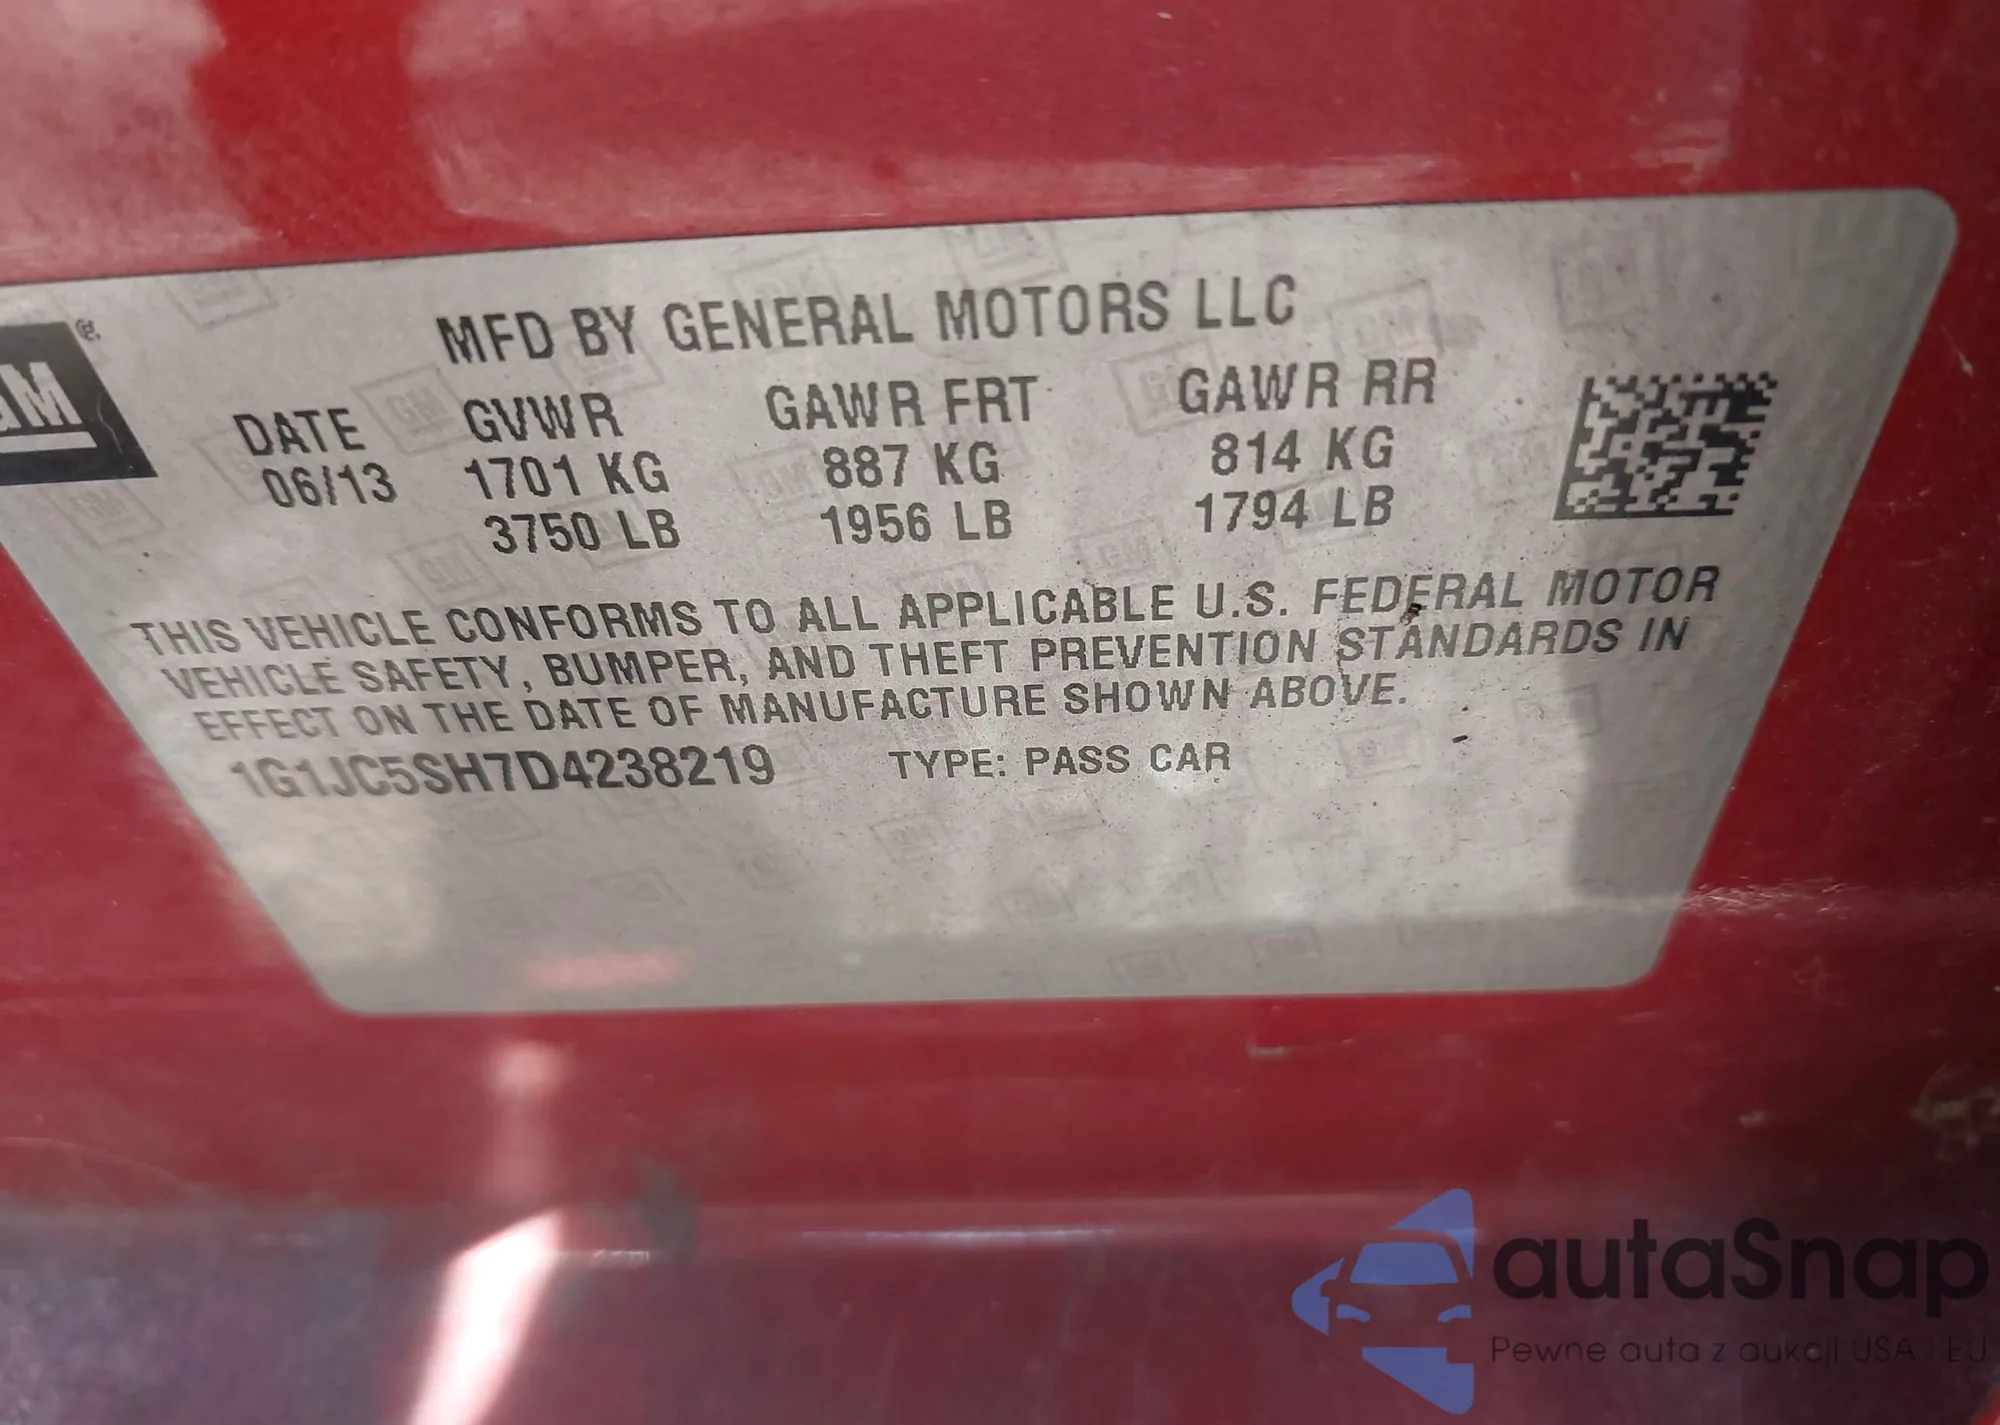 GM
MFD BY GENERAL MOTORS LLC
DATE GVWR GAWR FRT GAWR RR
06/13 1701 KG 887 KG 814 KG
3750 LB 1956 LB 1794 LB
THIS VEHICLE CONFORMS TO ALL APPLICABLE U.S. FEDERAL MOTOR
VEHICLE SAFETY, BUMPER, AND THEFT PREVENTION STANDARDS IN
EFFECT ON THE DATE OF MANUFACTURE SHOWN ABOVE.
1G1JC5SH7D4238219 TYPE: PASS CAR
autaSnap
Pewne auta z aukcji USA i EU